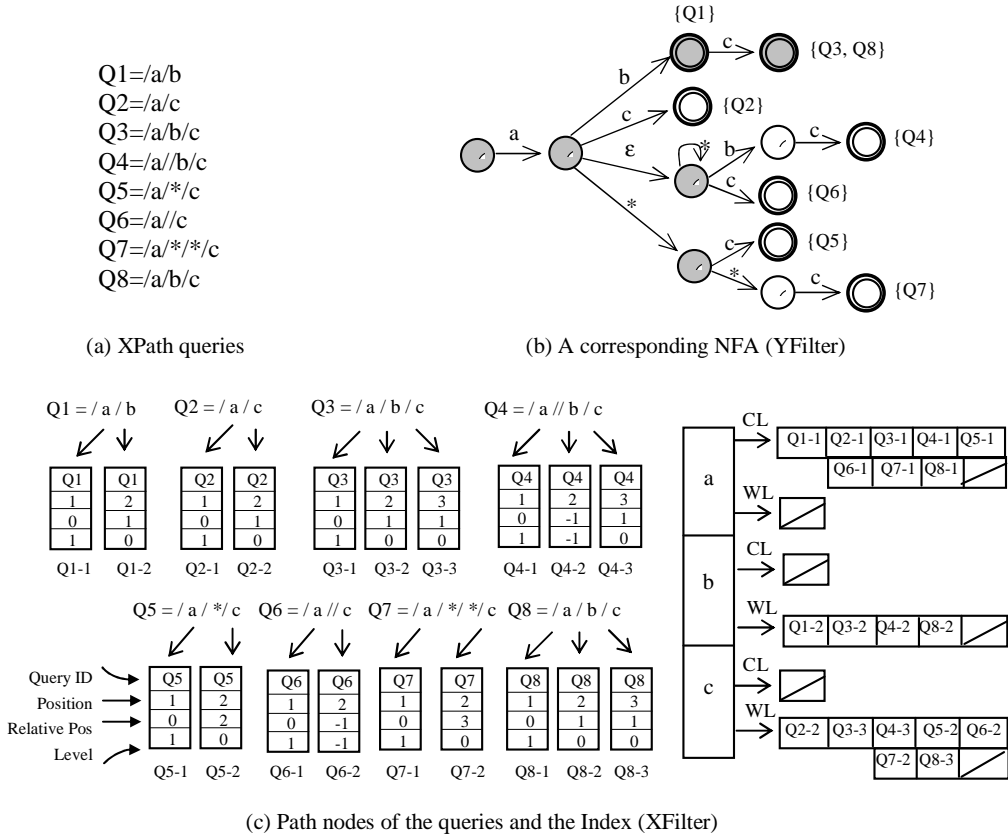 Q1=/a/b
Q2=/a/c
Q3=/a/b/c
Q4=/a//b/c
Q5=/a/*/c
Q6=/a//c
Q7=/a/*/*/c
Q8=/a/b/c
(a) XPath queries
{Q1}
c
{Q3, Q8}
b
{Q2}
c
a
ε
*
b
c
{Q4}
c
{Q6}
*
c
{Q5}
*
c
{Q7}
(b) A corresponding NFA (YFilter)
Q1 = / a / b
Q2 = / a / c
Q3 = / a / b / c
Q4 = / a // b / c
Q1 Q1 Q2 Q2 Q3 Q3 Q3 Q4 Q4 Q4
1 2 1 2 1 2 3 1 2 3
0 1 0 1 0 1 1 0 -1 1
1 0 1 0 1 0 0 1 -1 0
Q1-1 Q1-2 Q2-1 Q2-2 Q3-1 Q3-2 Q3-3 Q4-1 Q4-2 Q4-3
Q5 = / a / */ c
Q6 = / a // c
Q7 = / a / */ */ c
Q8 = / a / b / c
Query ID
Position
Relative Pos
Level
Q5 Q5 Q6 Q6 Q7 Q7 Q8 Q8 Q8
1 2 1 2 1 2 1 2 3
0 2 0 -1 0 3 0 1 1
1 0 1 -1 1 0 1 0 0
Q5-1 Q5-2 Q6-1 Q6-2 Q7-1 Q7-2 Q8-1 Q8-2 Q8-3
a
CL
Q1-1 Q2-1 Q3-1 Q4-1 Q5-1
Q6-1 Q7-1 Q8-1
WL
b
CL
WL
Q1-2 Q3-2 Q4-2 Q8-2
c
CL
WL
Q2-2 Q3-3 Q4-3 Q5-2 Q6-2
Q7-2 Q8-3
(c) Path nodes of the queries and the Index (XFilter)